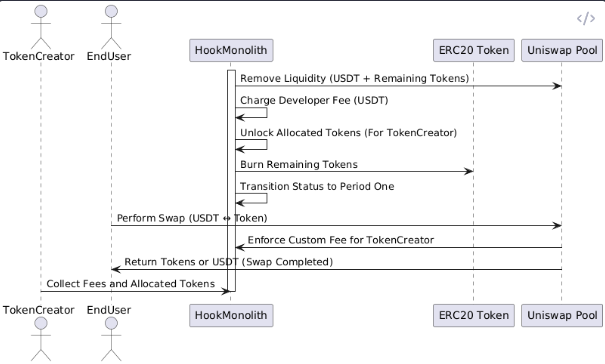 </>
TokenCreator
EndUser
HookMonolith
ERC20 Token
Uniswap Pool
Remove Liquidity (USDT + Remaining Tokens)
Charge Developer Fee (USDT)
Unlock Allocated Tokens (For TokenCreator)
Burn Remaining Tokens
Transition Status to Period One
Perform Swap (USDT ↔ Token)
Enforce Custom Fee for TokenCreator
Return Tokens or USDT (Swap Completed)
Collect Fees and Allocated Tokens
TokenCreator
EndUser
HookMonolith
ERC20 Token
Uniswap Pool